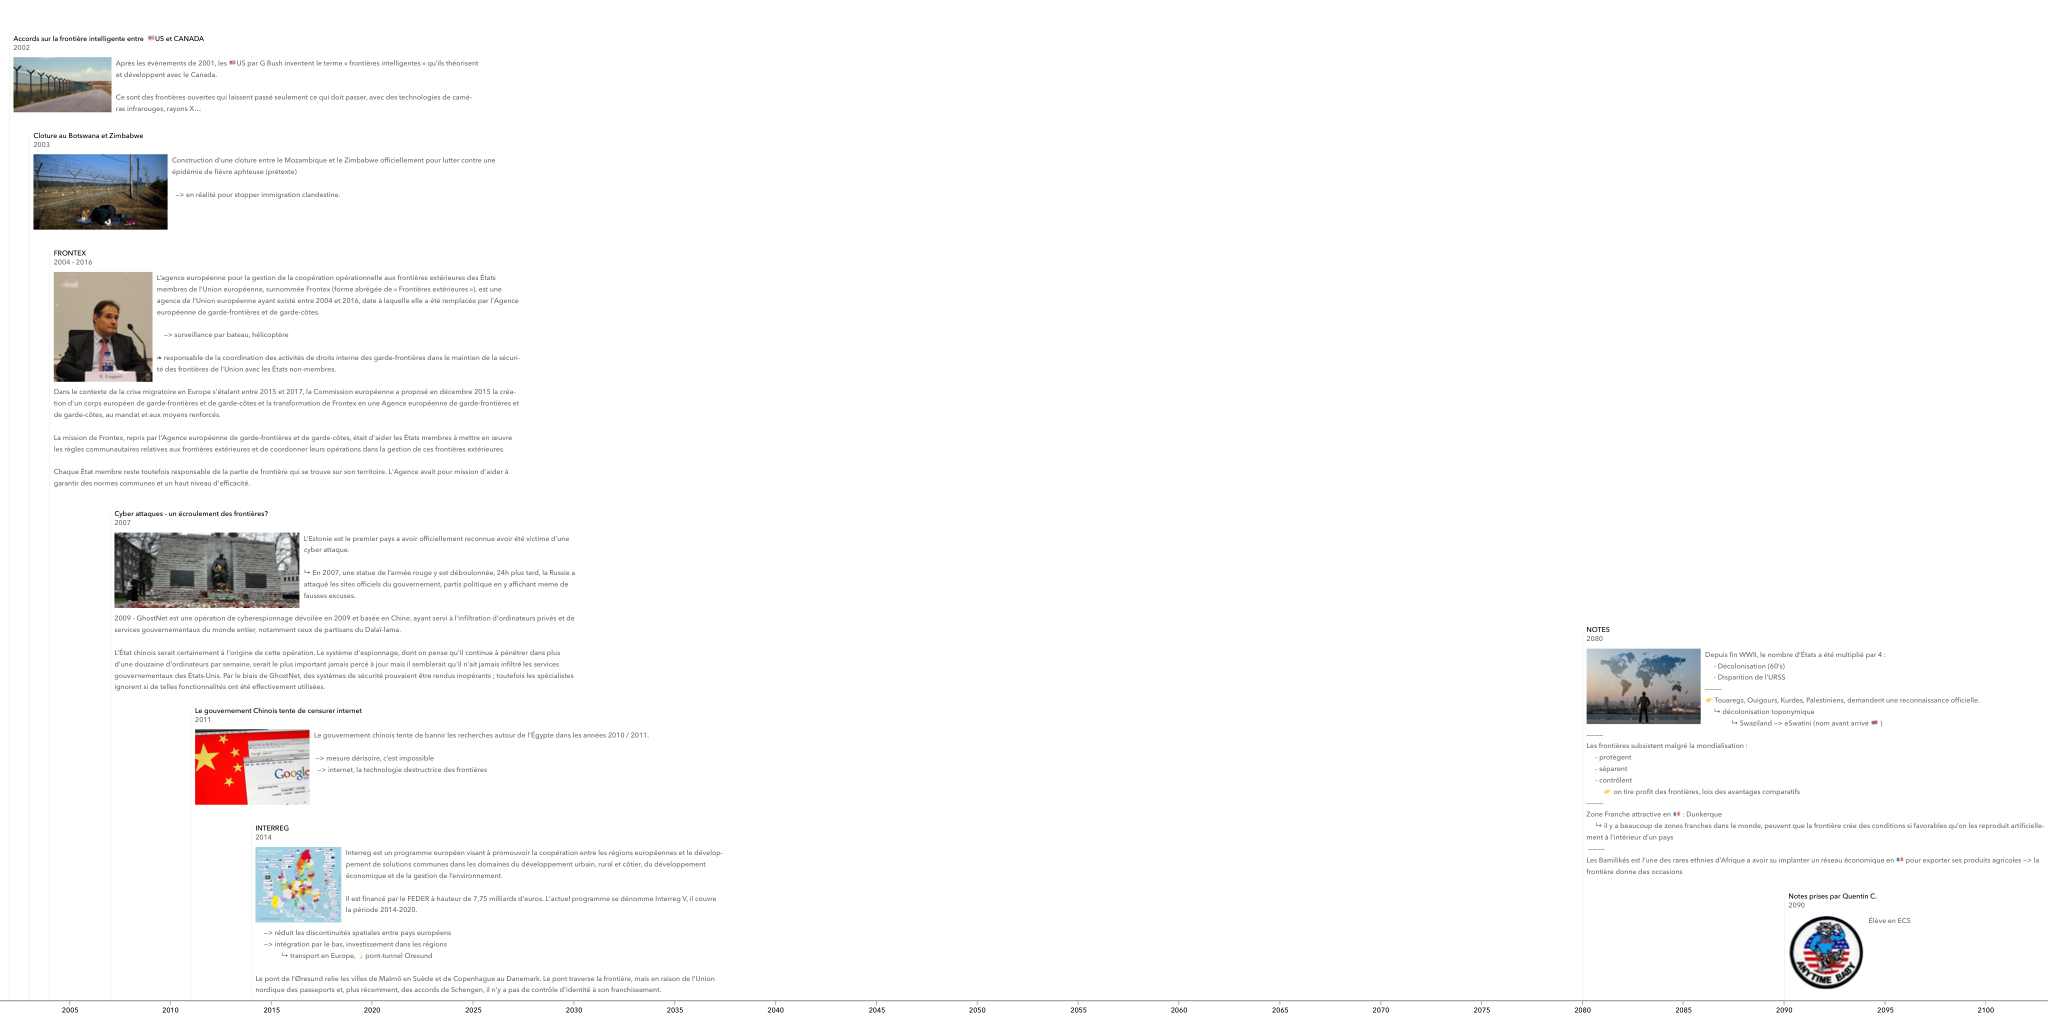 Accords sur la frontière intelligente entre 🇺🇸US et CANADA
2002
Après les évènements de 2001, les 🇺🇸US par G Bush inventent le terme « frontières intelligentes » qu'ils théorisent
et développent avec le Canada.
Ce sont des frontières ouvertes qui laissent passé seulement ce qui doit passer, avec des technologies de camé-
ras infrarouges, rayons X...
Cloture au Botswana et Zimbabwe
2003
Construction d'une cloture entre le Mozambique et le Zimbabwe officiellement pour lutter contre une
épidémie de fièvre aphteuse (prétexte)
—> en réalité pour stopper immigration clandestine.
FRONTEX
2004 - 2016
L'agence européenne pour la gestion de la coopération opérationnelle aux frontières extérieures des États
membres de l'Union européenne, surnommée Frontex (forme abrégée de « Frontières extérieures »), est une
agence de l'Union européenne ayant existé entre 2004 et 2016, date à laquelle elle a été remplacée par l'Agence
européenne de garde-frontières et de garde-côtes.
—> surveillance par bateau, hélicoptère
❧ responsable de la coordination des activités de droits interne des garde-frontières dans le maintien de la sécuri-
té des frontières de l'Union avec les États non-membres.
Dans le contexte de la crise migratoire en Europe s'étalant entre 2015 et 2017, la Commission européenne a proposé en décembre 2015 la créa-
tion d'un corps européen de garde-frontières et de garde-côtes et la transformation de Frontex en une Agence européenne de garde-frontières et
de garde-côtes, au mandat et aux moyens renforcés.
La mission de Frontex, repris par l'Agence européenne de garde-frontières et de garde-côtes, était d'aider les États membres à mettre en œuvre
les règles communautaires relatives aux frontières extérieures et de coordonner leurs opérations dans la gestion de ces frontières extérieures.
Chaque État membre reste toutefois responsable de la partie de frontière qui se trouve sur son territoire. L'Agence avait pour mission d'aider à
garantir des normes communes et un haut niveau d'efficacité.
Cyber attaques - un écroulement des frontières?
2007
L'Estonie est le premier pays a avoir officiellement reconnue avoir été victime d'une
cyber attaque.
↳ En 2007, une statue de l'armée rouge y est déboulonnée, 24h plus tard, la Russie a
attaqué les sites officiels du gouvernement, partis politique en y affichant meme de
fausses excuses.
2009 - GhostNet est une opération de cyberespionnage dévoilée en 2009 et basée en Chine, ayant servi à l'infiltration d'ordinateurs privés et de
services gouvernementaux du monde entier, notamment ceux de partisans du Dalaï-lama.
L'État chinois serait certainement à l'origine de cette opération. Le système d'espionnage, dont on pense qu'il continue à pénétrer dans plus
d'une douzaine d'ordinateurs par semaine, serait le plus important jamais percé à jour mais il semblerait qu'il n'ait jamais infiltré les services
gouvernementaux des États-Unis. Par le biais de GhostNet, des systèmes de sécurité pouvaient être rendus inopérants ; toutefois les spécialistes
ignorent si de telles fonctionnalités ont été effectivement utilisées.
Le gouvernement Chinois tente de censurer internet
2011
Google
Le gouvernement chinois tente de bannir les recherches autour de l'Égypte dans les années 2010 / 2011.
—> mesure dérisoire, c'est impossible
—> internet, la technologie destructrice des frontières
INTERREG
2014
Interreg est un programme européen visant à promouvoir la coopération entre les régions européennes et le dévelop-
pement de solutions communes dans les domaines du développement urbain, rural et côtier, du développement
économique et de la gestion de l'environnement.
Il est financé par le FEDER à hauteur de 7,75 milliards d'euros. L'actuel programme se dénomme Interreg V, il couvre
la période 2014-2020.
—> réduit les discontinuités spatiales entre pays européens
—> intégration par le bas, investissement dans les régions
↳ transport en Europe, pont-tunnel Oresund
Le pont de l'Øresund relie les villes de Malmö en Suède et de Copenhague au Danemark. Le pont traverse la frontière, mais en raison de l'Union
nordique des passeports et, plus récemment, des accords de Schengen, il n'y a pas de contrôle d'identité à son franchissement.
NOTES
2080
Depuis fin WWII, le nombre d'États a été multiplié par 4 :
- Décolonisation (60's)
- Disparition de l'URSS
————
👉 Touaregs, Ouigours, Kurdes, Palestiniens, demandent une reconnaissance officielle.
↳ décolonisation toponymique
↳ Swaziland —> eSwatini (nom avant arrivé 🇬🇧 )
————
Les frontières subsistent malgré la mondialisation :
- protègent
- séparent
- contrôlent
👉 on tire profit des frontières, lois des avantages comparatifs
————
Zone Franche attractive en 🇫🇷 : Dunkerque
↳ il y a beaucoup de zones franches dans le monde, peuvent que la frontière crée des conditions si favorables qu'on les reproduit artificielle-
ment à l'intérieur d'un pays
————
Les Bamilikés est l'une des rares ethnies d'Afrique a avoir su implanter un réseau économique en 🇫🇷 pour exporter ses produits agricoles —> la
frontière donne des occasions
Notes prises par Quentin C.
2090
ANYTIME BABY
Élève en ECS
2005 2010 2015 2020 2025 2030 2035 2040 2045 2050 2055 2060 2065 2070 2075 2080 2085 2090 2095 2100